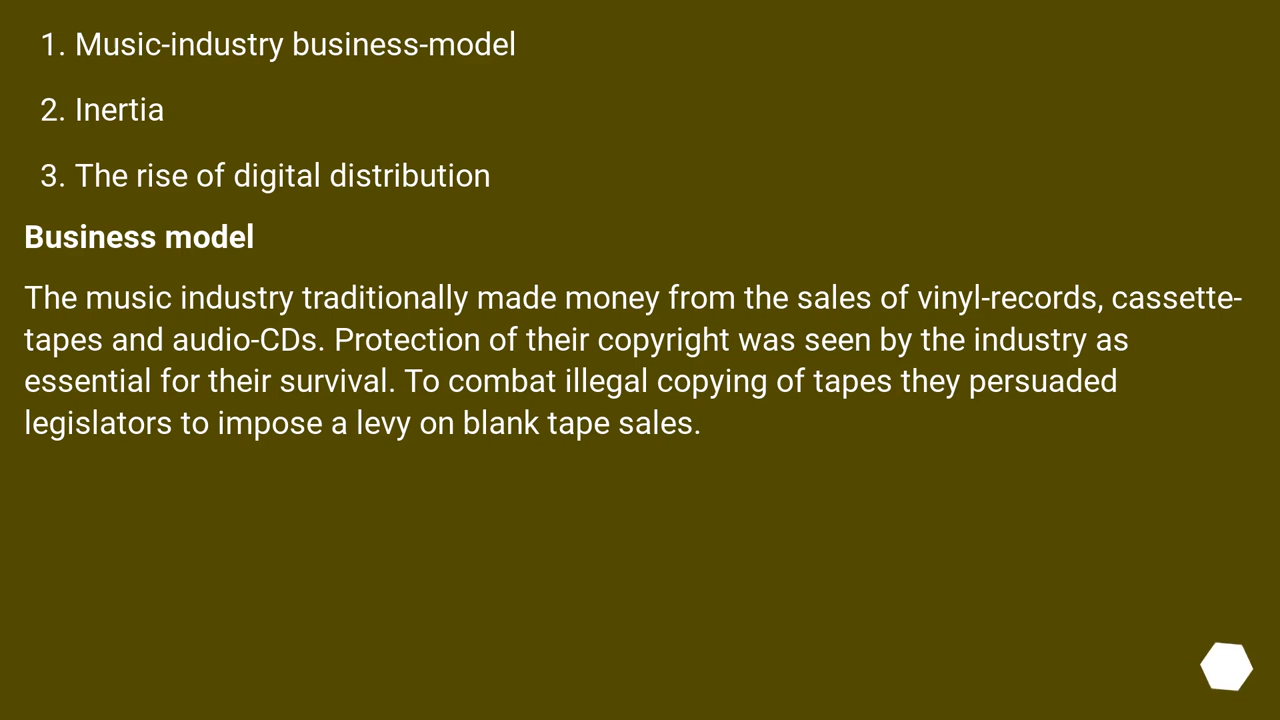 1. Music-industry business-model
2. Inertia
3. The rise of digital distribution
Business model
The music industry traditionally made money from the sales of vinyl-records, cassette-
tapes and audio-CDs. Protection of their copyright was seen by the industry as
essential for their survival. To combat illegal copying of tapes they persuaded
legislators to impose a levy on blank tape sales.